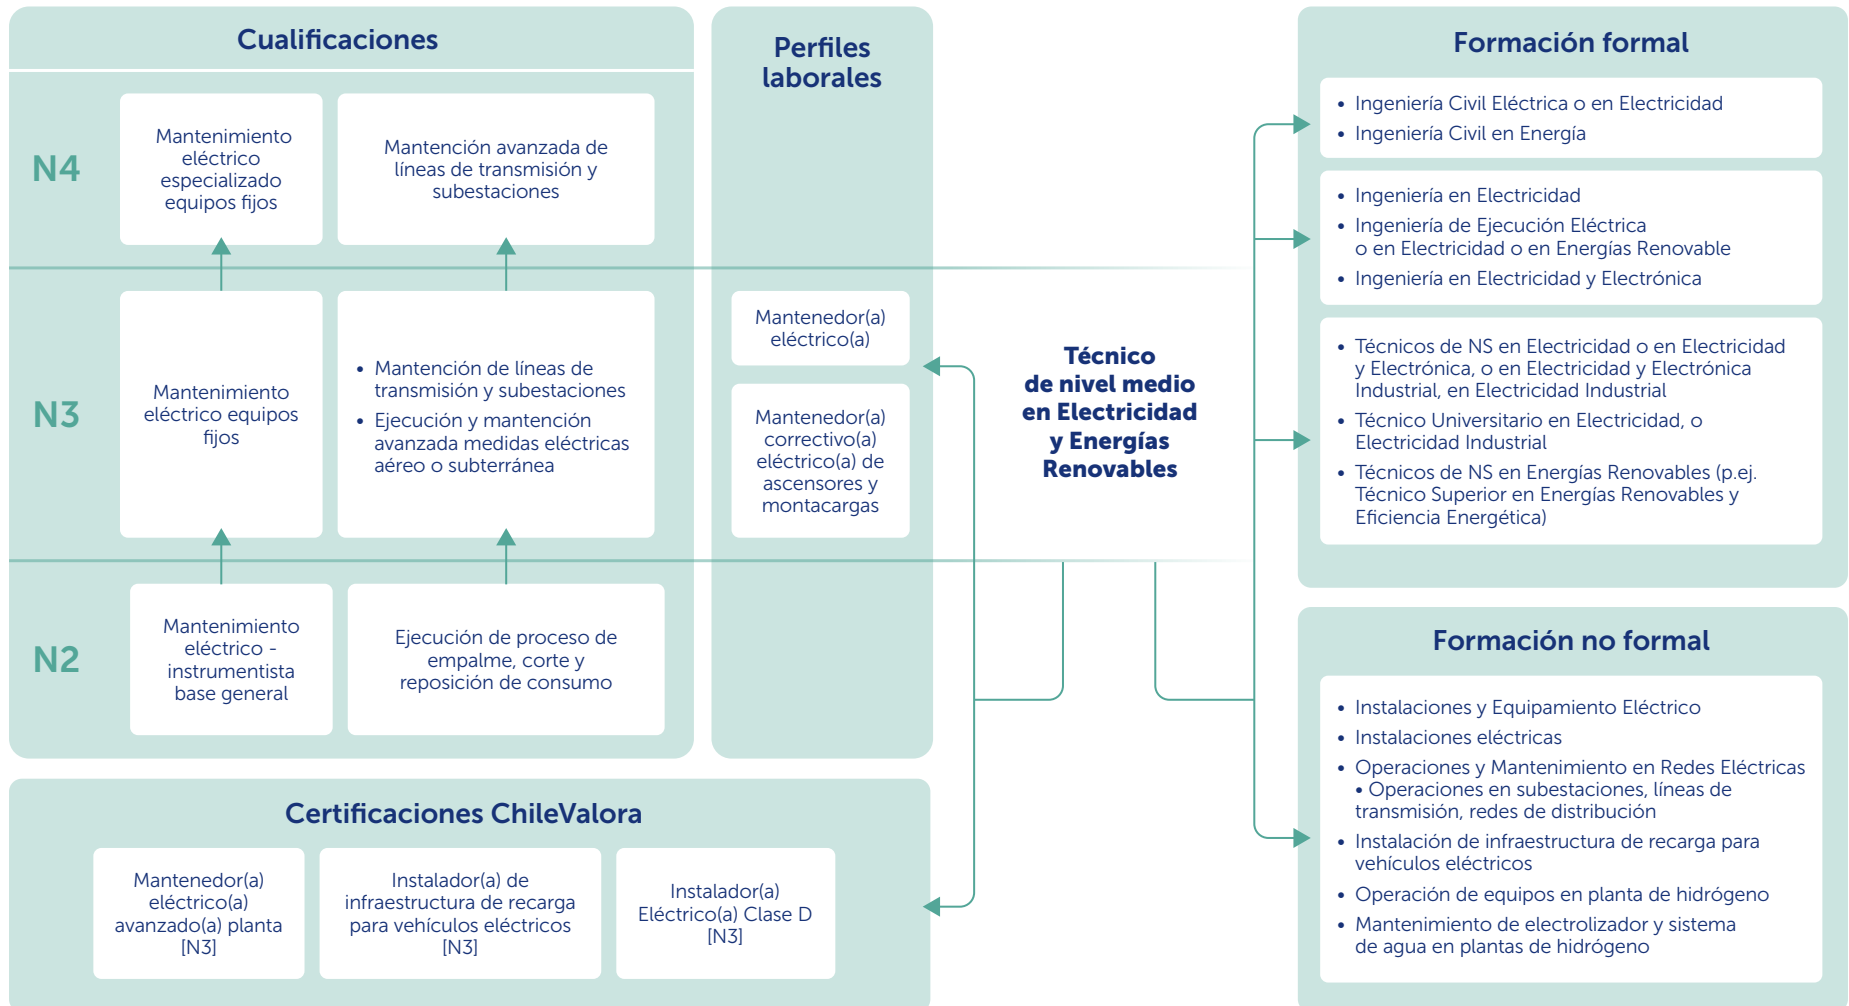 Cualificaciones
N4
Mantenimiento
eléctrico
especializado
equipos fijos
Mantención avanzada de
líneas de transmisión y
subestaciones
N3
Mantenimiento
eléctrico equipos
fijos
• Mantención de líneas de
transmisión y subestaciones
• Ejecución y mantención
avanzada medidas eléctricas
aéreo o subterránea
N2
Mantenimiento
eléctrico -
instrumentista
base general
Ejecución de proceso de
empalme, corte y
reposición de consumo
Perfiles
laborales
Mantenedor(a)
eléctrico(a)
Mantenedor(a)
correctivo(a)
eléctrico(a) de
ascensores y
montacargas
Técnico
de nivel medio
en Electricidad
y Energías
Renovables
Certificaciones ChileValora
Mantenedor(a)
eléctrico(a)
avanzado(a) planta
[N3]
Instalador(a) de
infraestructura de recarga
para vehículos eléctricos
[N3]
Instalador(a)
Eléctrico(a) Clase D
[N3]
Formación formal
• Ingeniería Civil Eléctrica o en Electricidad
• Ingeniería Civil en Energía
• Ingeniería en Electricidad
• Ingeniería de Ejecución Eléctrica
o en Electricidad o en Energías Renovable
• Ingeniería en Electricidad y Electrónica
• Técnicos de NS en Electricidad o en Electricidad
y Electrónica, o en Electricidad y Electrónica
Industrial, en Electricidad Industrial
• Técnico Universitario en Electricidad, o
Electricidad Industrial
• Técnicos de NS en Energías Renovables (p.ej.
Técnico Superior en Energías Renovables y
Eficiencia Energética)
Formación no formal
• Instalaciones y Equipamiento Eléctrico
• Instalaciones eléctricas
• Operaciones y Mantenimiento en Redes Eléctricas
• Operaciones en subestaciones, líneas de
transmisión, redes de distribución
• Instalación de infraestructura de recarga para
vehículos eléctricos
• Operación de equipos en planta de hidrógeno
• Mantenimiento de electrolizador y sistema
de agua en plantas de hidrógeno